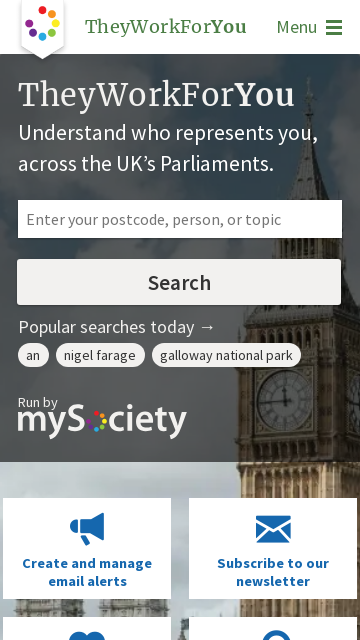 TheyWorkForYou
Menu
TheyWorkForYou
Understand who represents you,
across the UK's Parliaments.
Enter your postcode, person, or topic
Search
Popular searches today →
an
nigel farage
galloway national park
Run by
mySociety
Create and manage
email alerts
Subscribe to our
newsletter